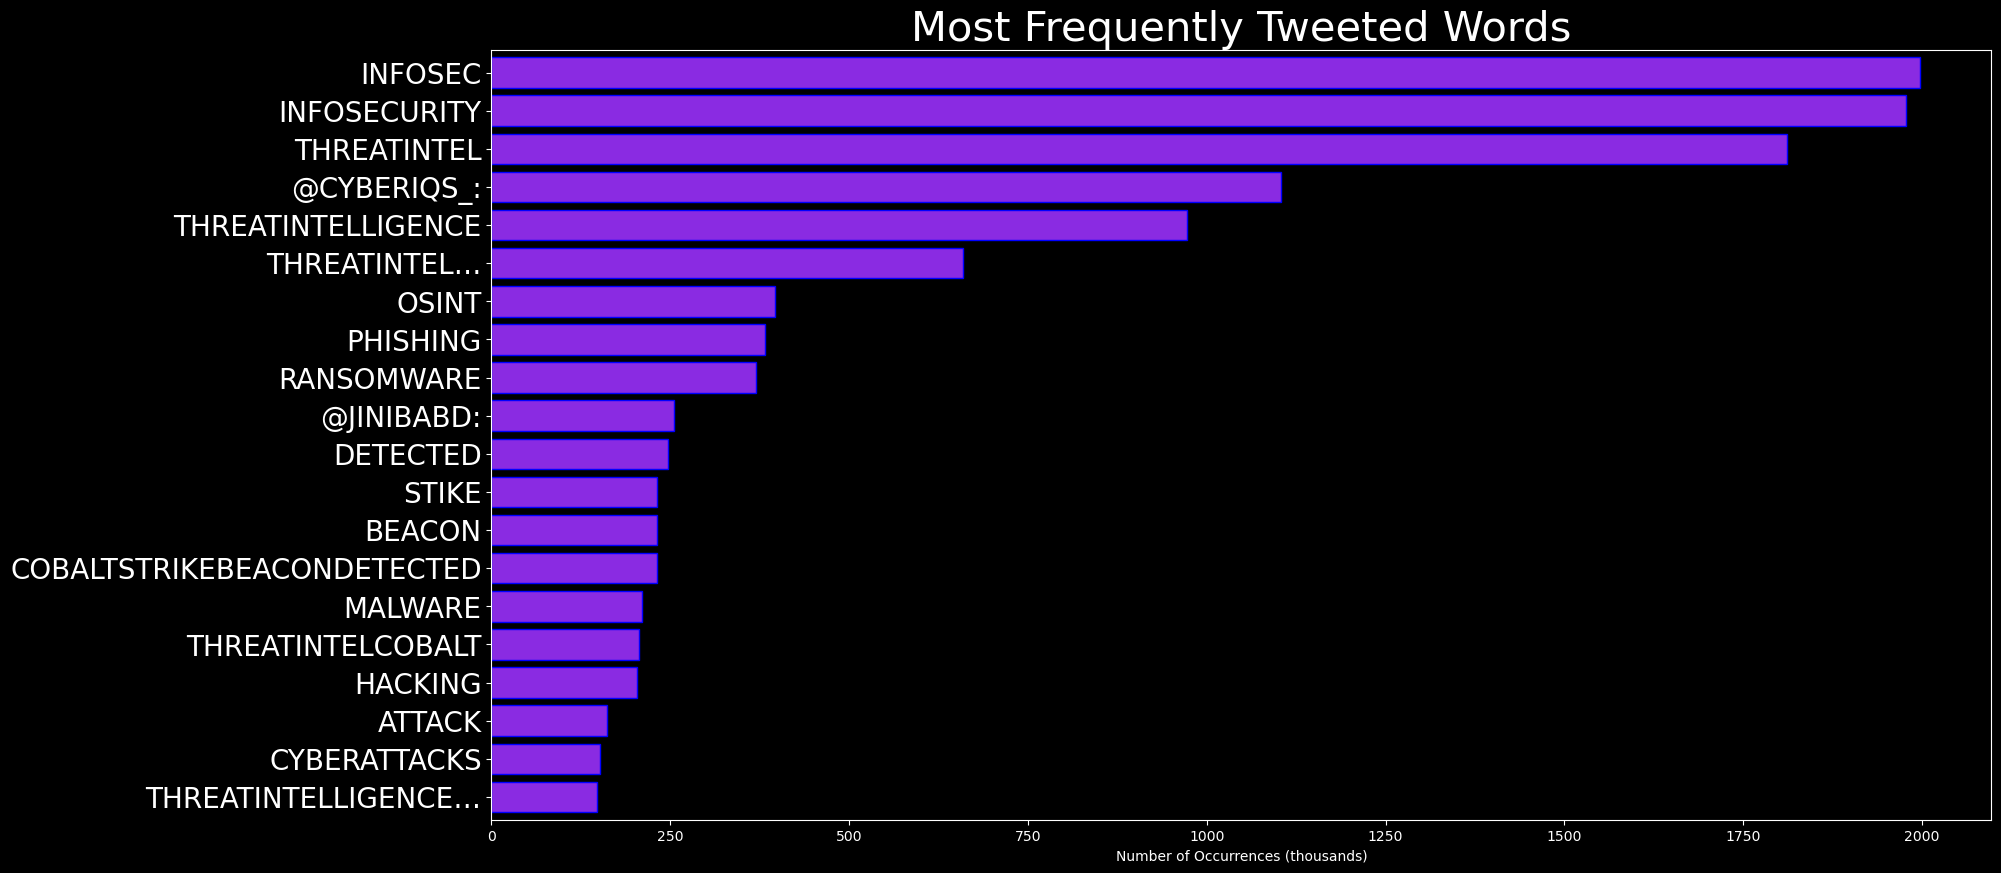 Most Frequently Tweeted Words
INFOSEC
INFOSECURITY
THREATINTEL
@CYBERIQS_:
THREATINTELLIGENCE
THREATINTEL…
OSINT
PHISHING
RANSOMWARE
@JINIBABD:
DETECTED
STIKE
BEACON
COBALTSTRIKEBEACONDETECTED
MALWARE
THREATINTELCOBALT
HACKING
ATTACK
CYBERATTACKS
THREATINTELLIGENCE…
0 250 500 750 1000 1250 1500 1750 2000
Number of Occurrences (thousands)